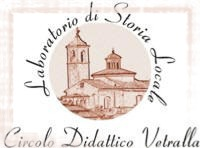 Laboratorio di Storia Locale
Circolo Didattico Vetralla